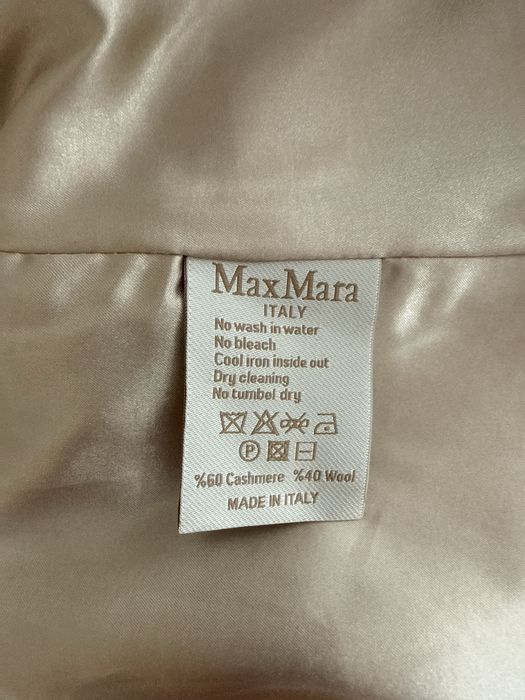 MaxMara
ITALY
No wash in water
No bleach
Cool iron inside out
Dry cleaning
No tumbel dry
P
%60 Cashmere %40 Wool
MADE IN ITALY